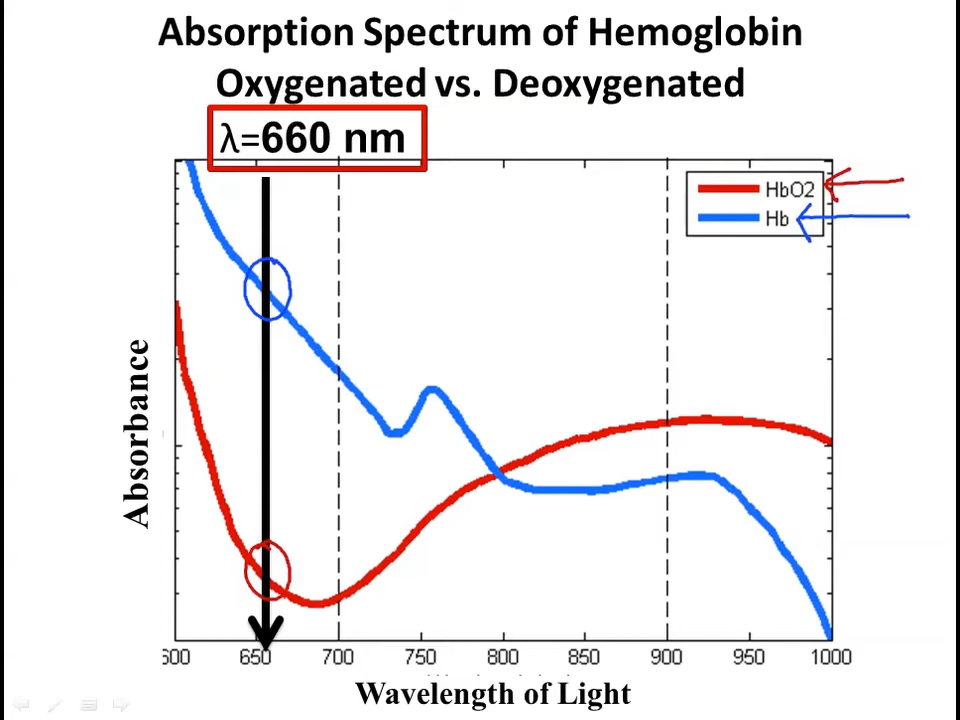 Absorption Spectrum of Hemoglobin
Oxygenated vs. Deoxygenated
λ=660 nm
HbO2
Hb
Absorbance
650 700 750 800 850 900 950 1000
Wavelength of Light